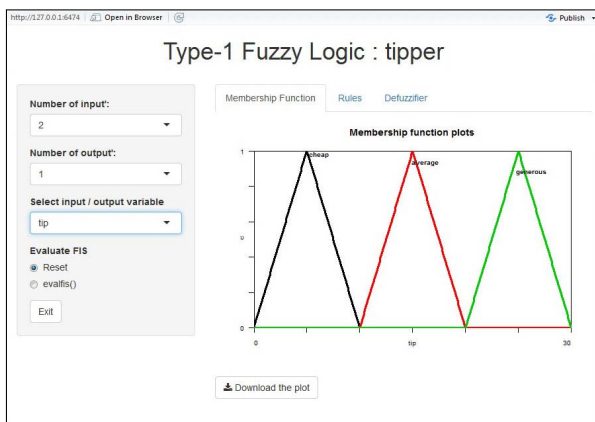 http://127.0.0.1:6474 Open in Browser Publish
Type-1 Fuzzy Logic : tipper
Number of input':
2
Number of output':
1
Select input / output variable
tip
Evaluate FIS
Reset
evalfis()
Exit
Membership Function Rules Defuzzifier
Membership function plots
1
cheap
average
generous
0
0 tip 30
Download the plot